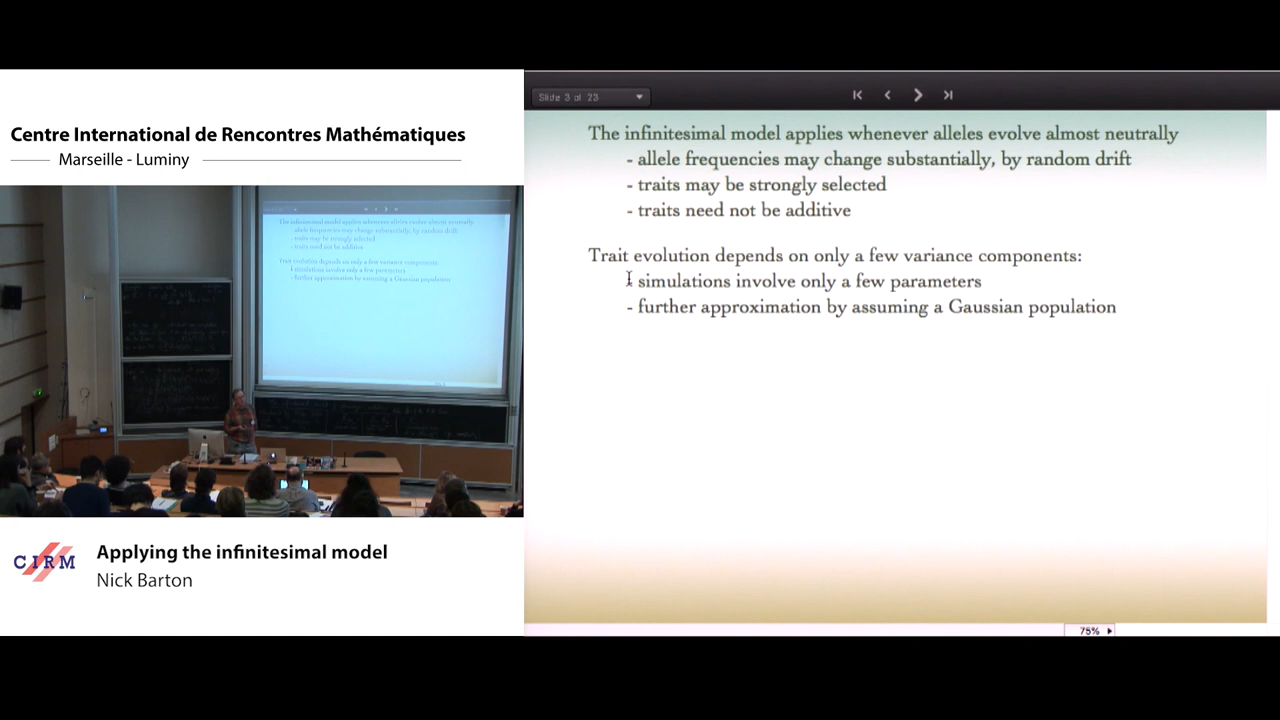 Centre International de Rencontres Mathématiques
Marseille - Luminy
CIRM
Applying the infinitesimal model
Nick Barton
Slide 3 of 23
The infinitesimal model applies whenever alleles evolve almost neutrally
- allele frequencies may change substantially, by random drift
- traits may be strongly selected
- traits need not be additive
Trait evolution depends on only a few variance components:
simulations involve only a few parameters
- further approximation by assuming a Gaussian population
75%